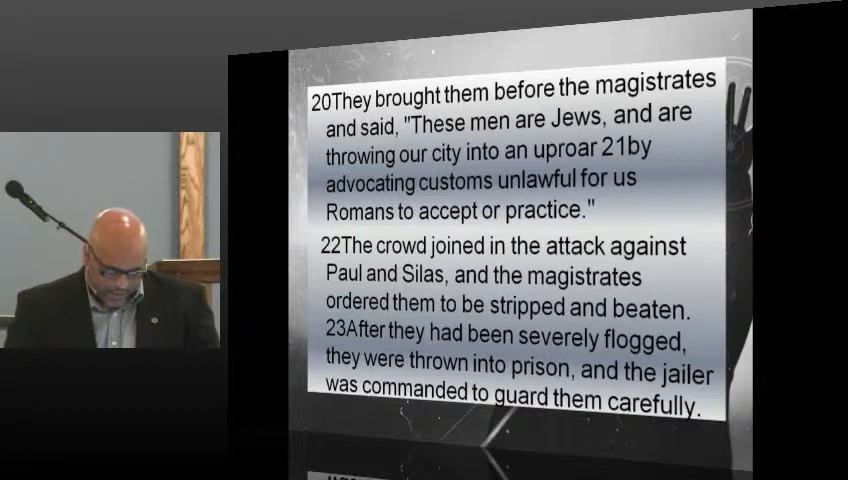 20They brought them before the magistrates
and said, "These men are Jews, and are
throwing our city into an uproar 21by
advocating customs unlawful for us
Romans to accept or practice."
22The crowd joined in the attack against
Paul and Silas, and the magistrates
ordered them to be stripped and beaten.
23After they had been severely flogged,
they were thrown into prison, and the jailer
was commanded to guard them carefully.